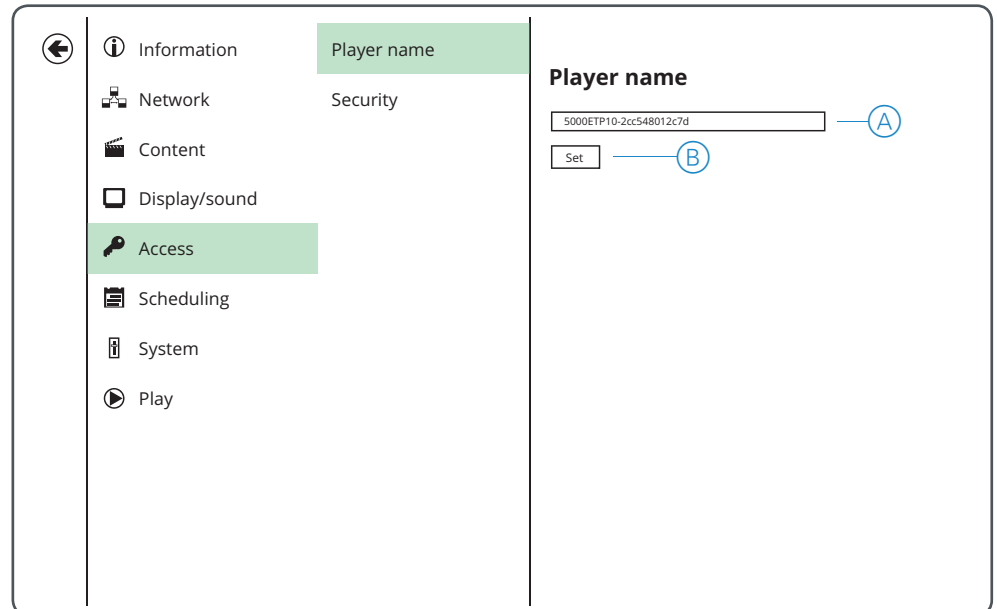 Information
Network
Content
Display/sound
Access
Scheduling
System
Play
Player name
Security
Player name
5000ETP10-2cc548012c7d
A
Set
B